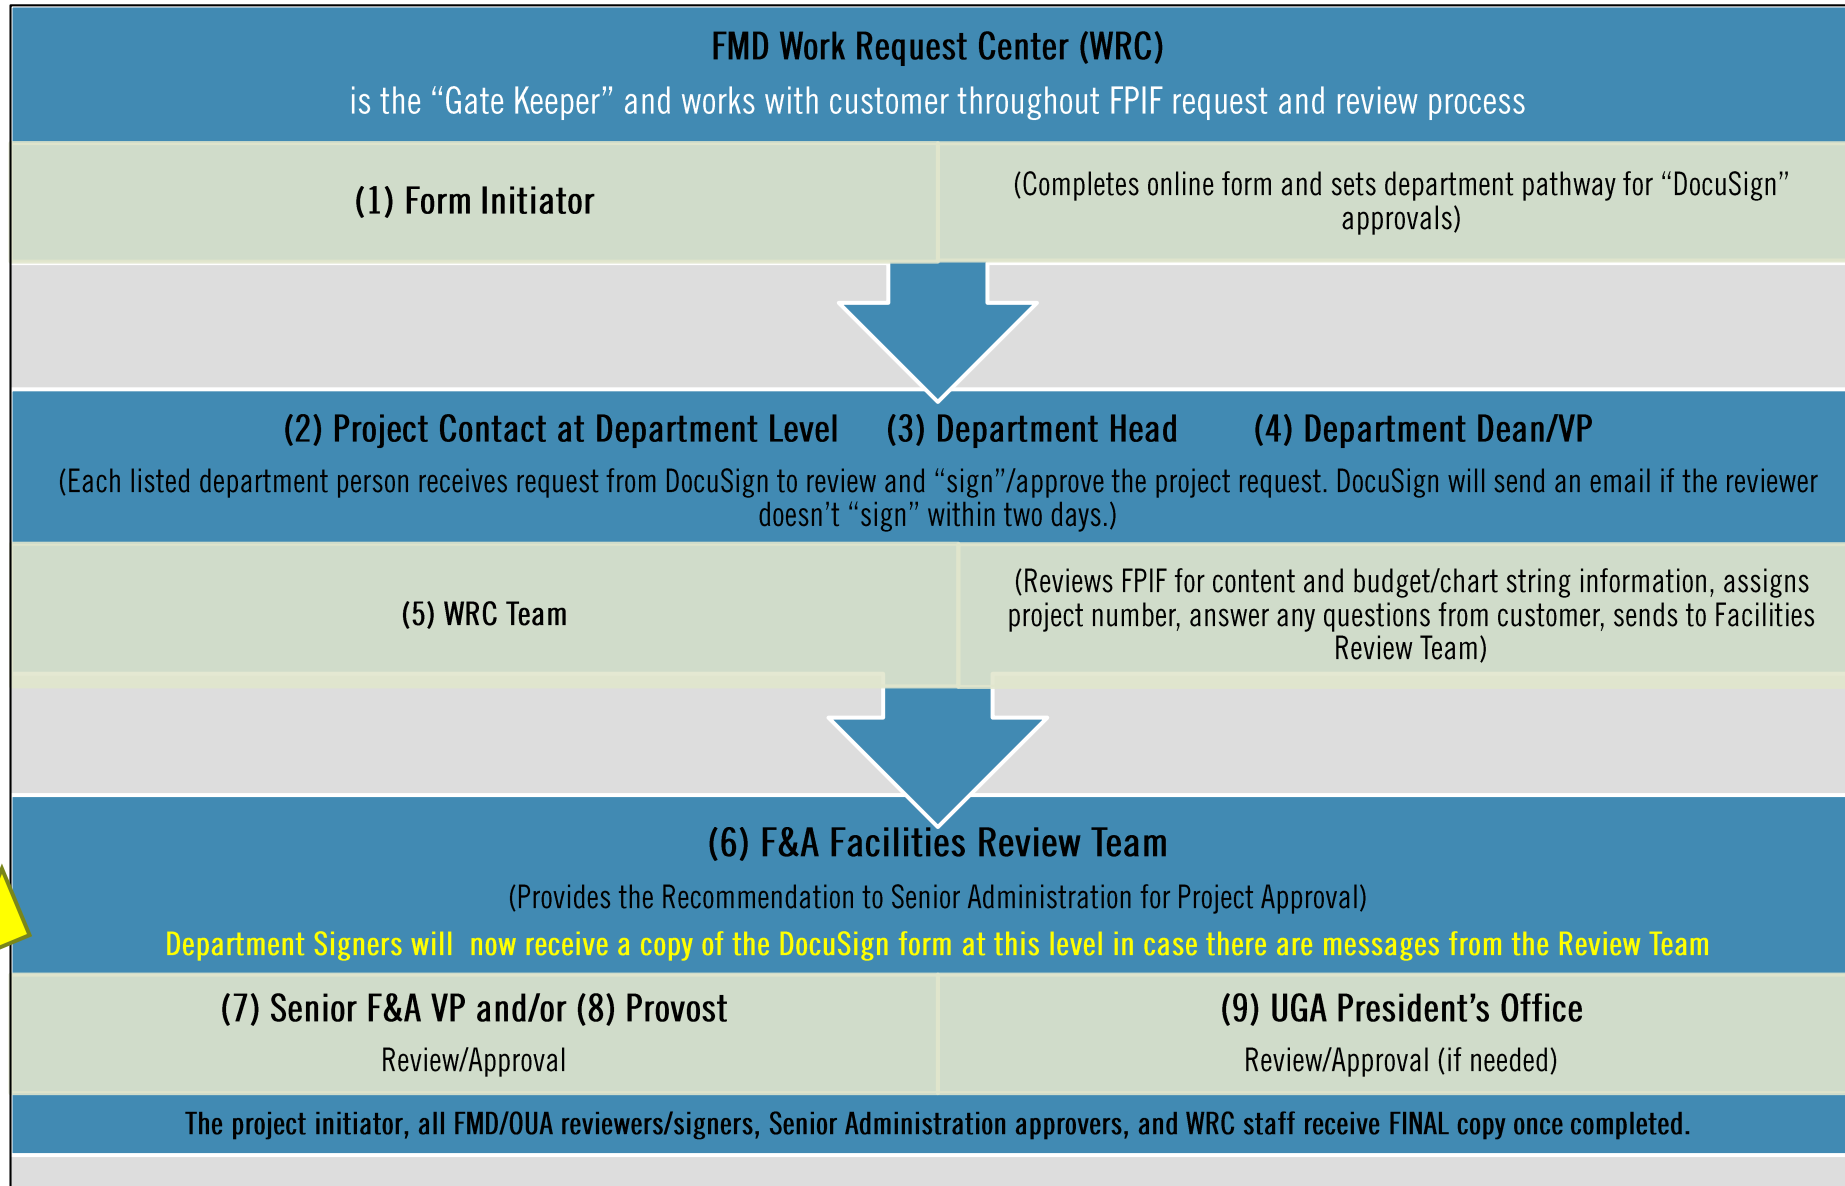 FMD Work Request Center (WRC)
is the “Gate Keeper” and works with customer throughout FPIF request and review process
(1) Form Initiator
(Completes online form and sets department pathway for “DocuSign”
approvals)
(2) Project Contact at Department Level (3) Department Head (4) Department Dean/VP
(Each listed department person receives request from DocuSign to review and “sign”/approve the project request. DocuSign will send an email if the reviewer
doesn’t “sign” within two days.)
(5) WRC Team
(Reviews FPIF for content and budget/chart string information, assigns
project number, answer any questions from customer, sends to Facilities
Review Team)
(6) F&A Facilities Review Team
(Provides the Recommendation to Senior Administration for Project Approval)
Department Signers will now receive a copy of the DocuSign form at this level in case there are messages from the Review Team
(7) Senior F&A VP and/or (8) Provost
Review/Approval
(9) UGA President’s Office
Review/Approval (if needed)
The project initiator, all FMD/OUA reviewers/signers, Senior Administration approvers, and WRC staff receive FINAL copy once completed.